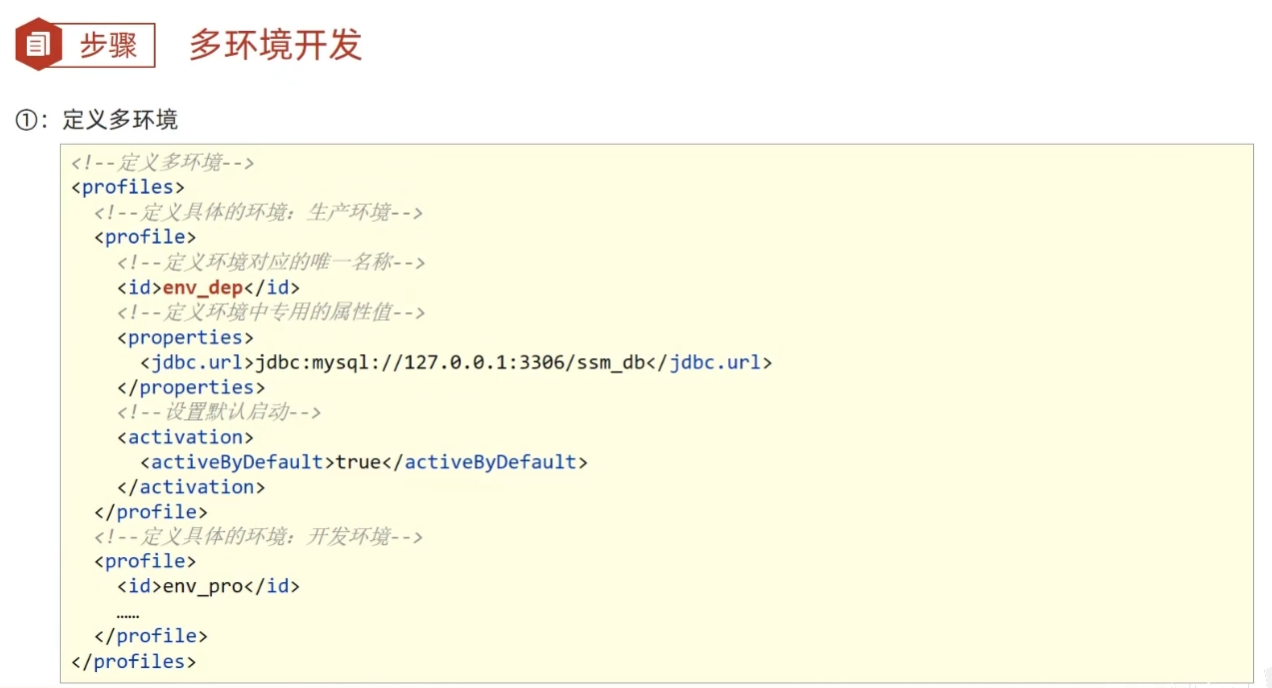 步骤 多环境开发
①：定义多环境
<!--定义多环境-->
<profiles>
<!--定义具体的环境：生产环境-->
<profile>
<!--定义环境对应的唯一名称-->
<id>env_dep</id>
<!--定义环境中专用的属性值-->
<properties>
<jdbc.url>jdbc:mysql://127.0.0.1:3306/ssm_db</jdbc.url>
</properties>
<!--设置默认启动-->
<activation>
<activeByDefault>true</activeByDefault>
</activation>
</profile>
<!--定义具体的环境：开发环境-->
<profile>
<id>env_pro</id>
……
</profile>
</profiles>